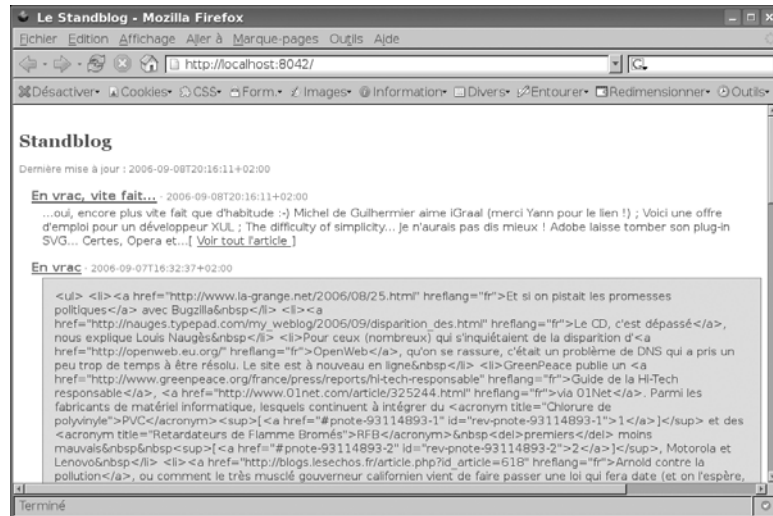 Le Standblog - Mozilla Firefox
Fichier Edition Affichage Aller à Marque-pages Outils Aide
http://localhost:8042/
G
Désactiver Cookies CSS Form. Images Information Divers Entourer Redimensionner Outils
Standblog
Dernière mise à jour : 2006-09-08T20:16:11+02:00
En vrac, vite fait... - 2006-09-08T20:16:11+02:00
...oui, encore plus vite fait que d'habitude :-) Michel de Guilhermier aime iGraal (merci Yann pour le lien !) ; Voici une offre
d'emploi pour un développeur XUL ; The difficulty of simplicity... Je n'aurais pas dis mieux ! Adobe laisse tomber son plug-in
SVG... Certes, Opera et...[ Voir tout l'article ]
En vrac - 2006-09-07T16:32:37+02:00
<ul> <li><a href="http://www.la-grange.net/2006/08/25.html" hreflang="fr">Et si on pistait les promesses
politiques</a> avec Bugzilla&nbsp</li> <li><a
href="http://nauges.typepad.com/my_weblog/2006/09/disparition_des.html" hreflang="fr">Le CD, c'est dépassé</a>,
nous explique Louis Naugès&nbsp</li> <li>Pour ceux (nombreux) qui s'inquiétaient de la disparition d'<a
href="http://openweb.eu.org/" hreflang="fr">OpenWeb</a>, qu'on se rassure, c'était un problème de DNS qui a pris un
peu trop de temps à être résolu. Le site est à nouveau en ligne&nbsp</li> <li>GreenPeace publie un <a
href="http://www.greenpeace.org/france/press/reports/hl-tech-responsable" hreflang="fr">Guide de la Hl-Tech
responsable</a>, <a href="http://www.01net.com/article/325244.html" hreflang="fr">via 01Net</a>. Parmi les
fabricants de matériel informatique, lesquels continuent à intégrer du <acronym title="Chlorure de
polyvinyle">PVC</acronym><sup>[<a href="#pnote-93114893-1" id="rev-pnote-93114893-1">1</a>]</sup> et des
<acronym title="Retardateurs de Flamme Bromés">RFB</acronym>&nbsp<del>premiers</del> moins
mauvais&nbsp&nbsp<sup>[<a href="#pnote-93114893-2" id="rev-pnote-93114893-2">2</a>]</sup>, Motorola et
Lenovo&nbsp</li> <li><a href="http://blogs.lesechos.fr/article.php?id_article=618" hreflang="fr">Arnold contre la
pollution</a>, ou comment le très musclé gouverneur californien vient de faire passer une loi qui fera date (et on l'espère,
Terminé